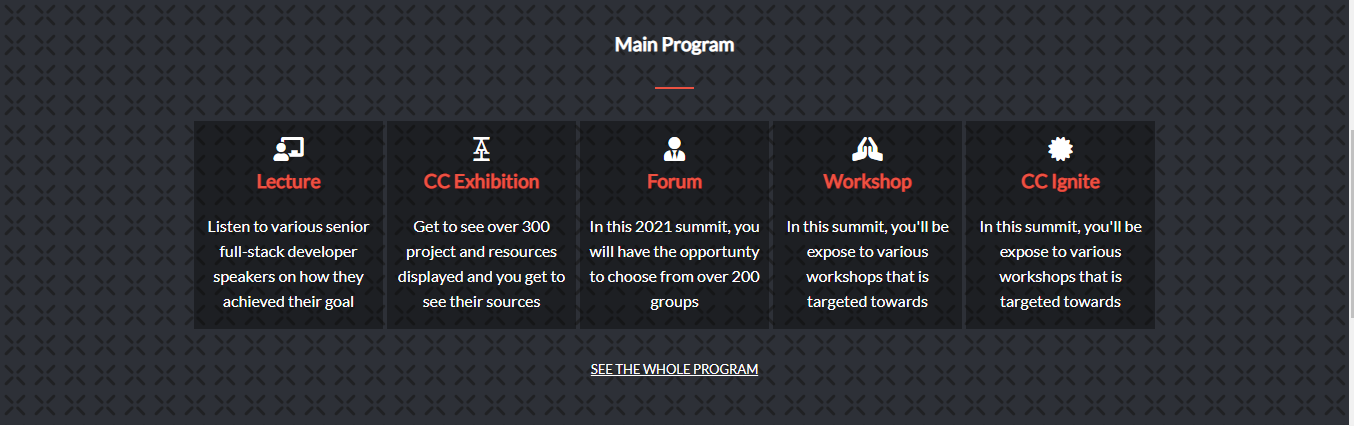 Main Program
Lecture
Listen to various senior
full-stack developer
speakers on how they
achieved their goal
CC Exhibition
Get to see over 300
project and resources
displayed and you get to
see their sources
Forum
In this 2021 summit, you
will have the opportunty
to choose from over 200
groups
Workshop
In this summit, you'll be
expose to various
workshops that is
targeted towards
CC Ignite
In this summit, you'll be
expose to various
workshops that is
targeted towards
SEE THE WHOLE PROGRAM